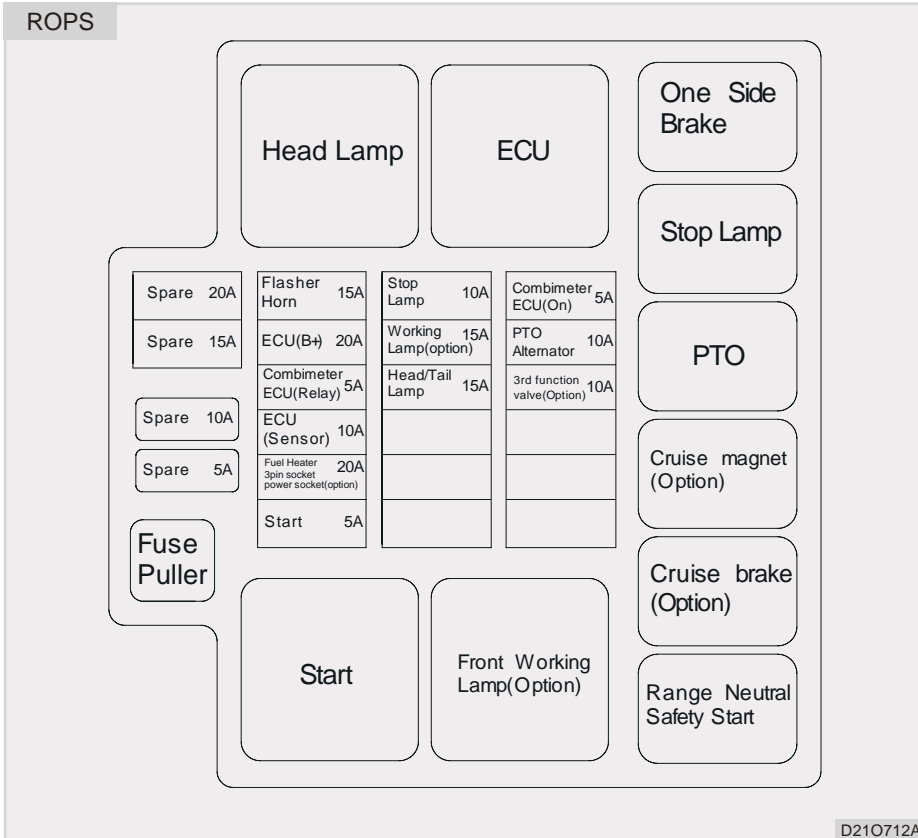 ROPS
Head Lamp
ECU
One Side
Brake
Stop Lamp
PTO
Cruise magnet
(Option)
Cruise brake
(Option)
Range Neutral
Safety Start
Spare 20A
Spare 15A
Spare 10A
Spare 5A
Fuse
Puller
Flasher
Horn 15A
ECU(B+) 20A
Combimeter
ECU(Relay) 5A
ECU
(Sensor) 10A
Fuel Heater
3pin socket 20A
power socket(option)
Start 5A
Stop
Lamp 10A
Working 15A
Lamp(option)
Head/Tail
Lamp 15A
Combimeter
ECU(On) 5A
PTO
Alternator 10A
3rd function
valve(Option) 10A
Start
Front Working
Lamp(Option)
D21O712A